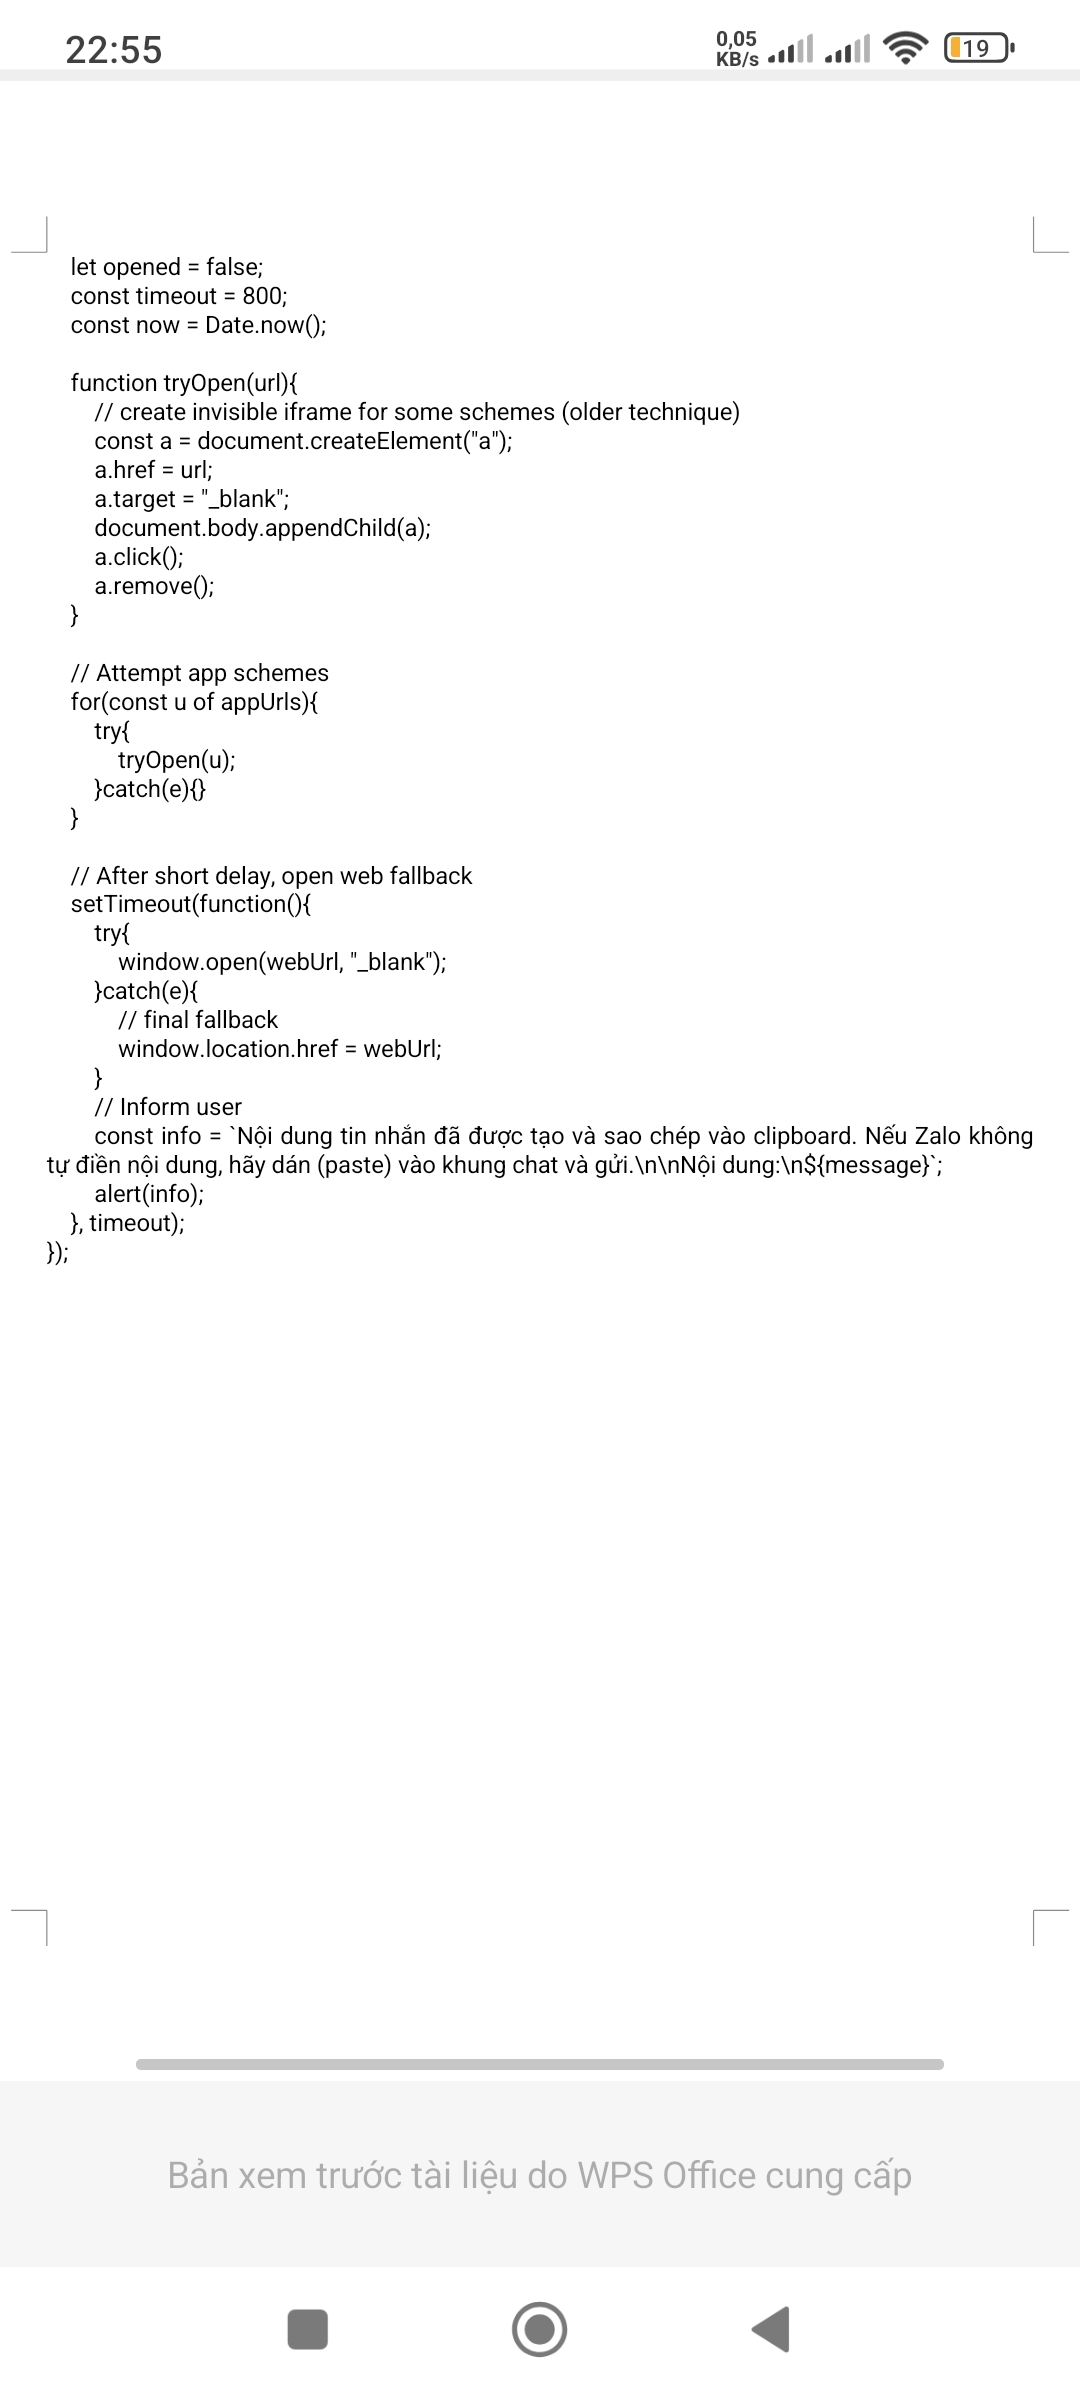 22:55
0,05
KB/s
19
let opened = false;
const timeout = 800;
const now = Date.now();
function tryOpen(url){
// create invisible iframe for some schemes (older technique)
const a = document.createElement("a");
a.href = url;
a.target = "_blank";
document.body.appendChild(a);
a.click();
a.remove();
}
// Attempt app schemes
for(const u of appUrls){
try{
tryOpen(u);
}catch(e){}
}
// After short delay, open web fallback
setTimeout(function(){
try{
window.open(webUrl, "_blank");
}catch(e){
// final fallback
window.location.href = webUrl;
}
// Inform user
const info = `Nội dung tin nhắn đã được tạo và sao chép vào clipboard. Nếu Zalo không
tự điền nội dung, hãy dán (paste) vào khung chat và gửi.\n\nNội dung:\n${message}`;
alert(info);
}, timeout);
});
Bản xem trước tài liệu do WPS Office cung cấp